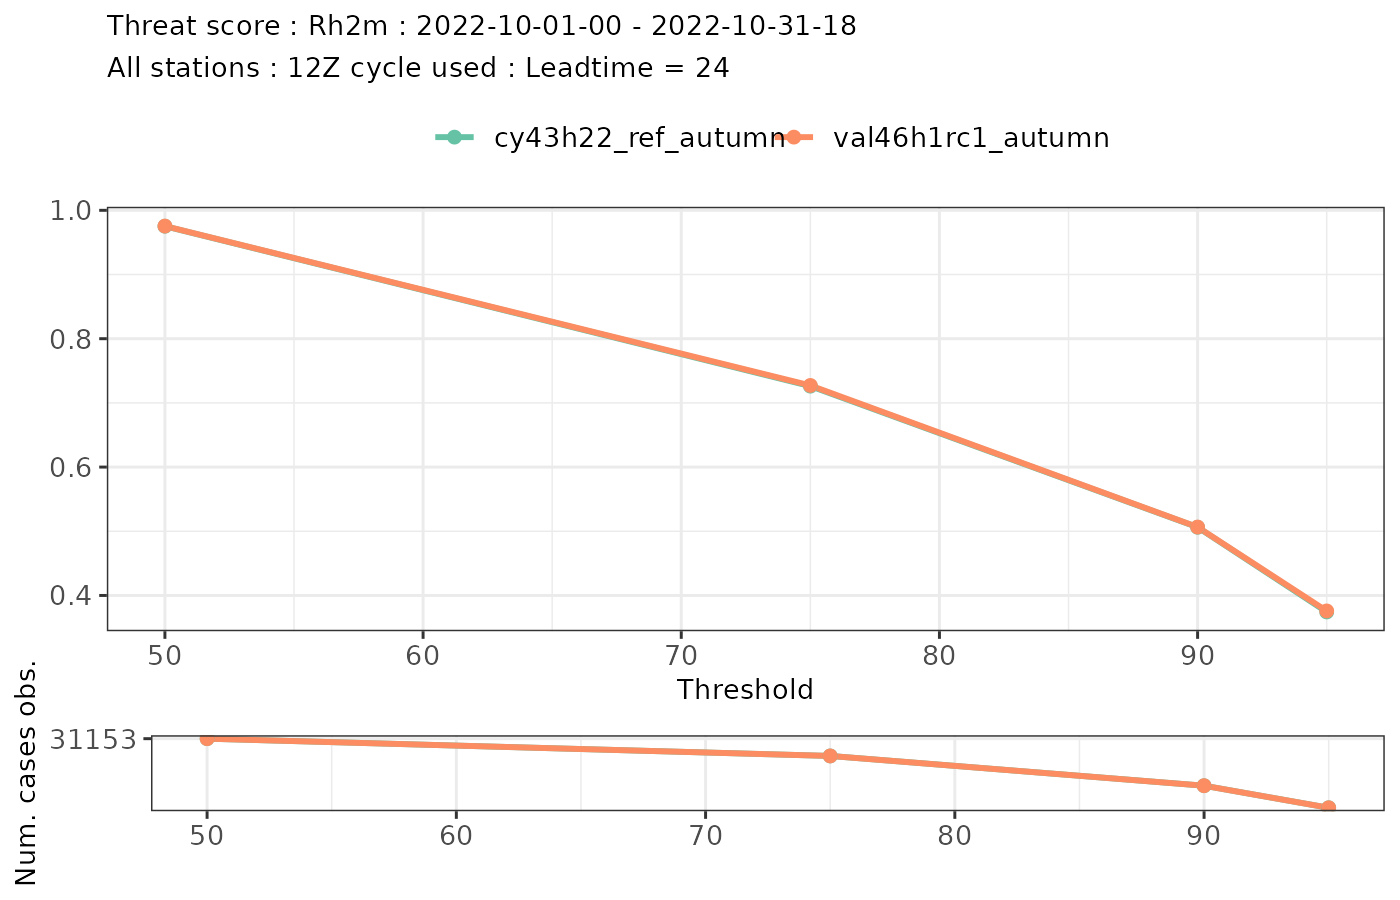 Threat score : Rh2m : 2022-10-01-00 - 2022-10-31-18
All stations : 12Z cycle used : Leadtime = 24
cy43h22_ref_autumn val46h1rc1_autumn
1.0
0.8
0.6
0.4
50 60 70 80 90
Threshold
Num. cases obs.
31153
50 60 70 80 90